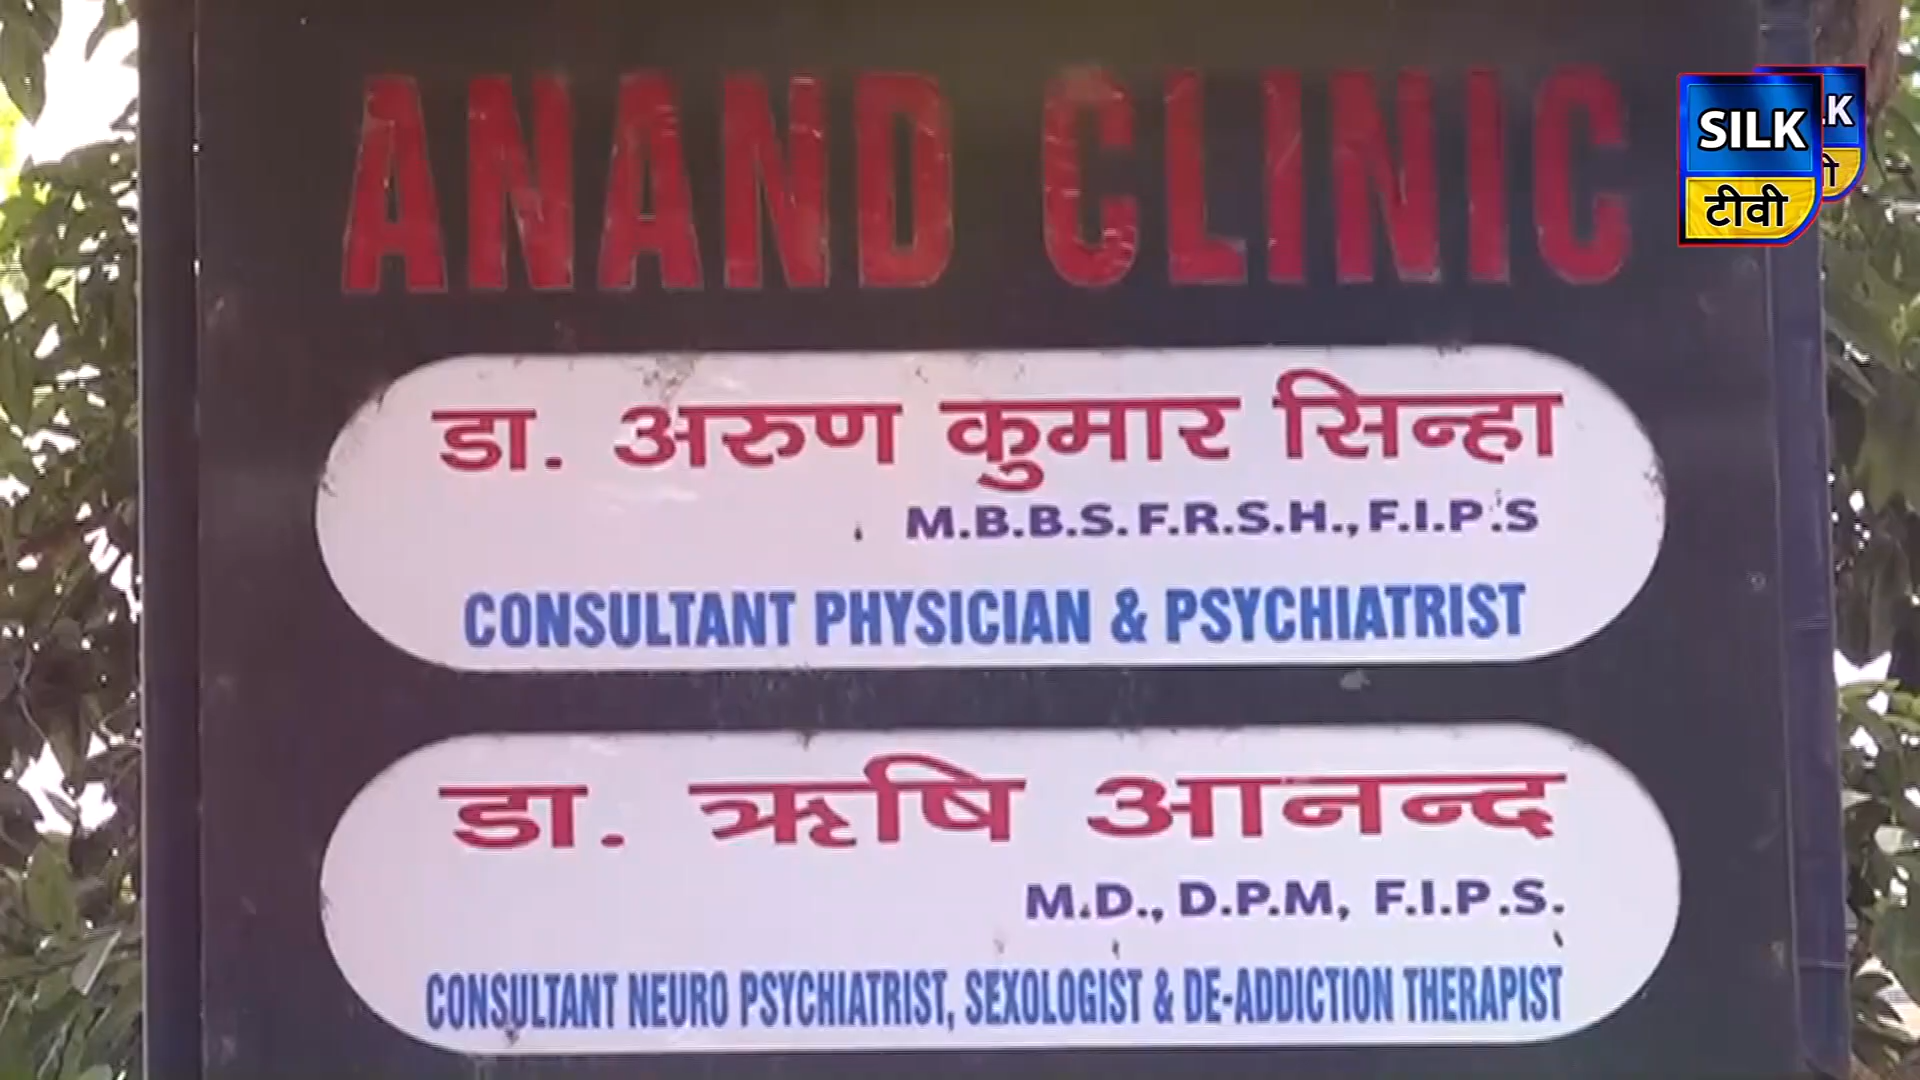 ANAND CLINIC
SILK
टीवी
डा. अरुण कुमार सिन्हा
M.B.B.S. F.R.S.H., F.I.P.S
CONSULTANT PHYSICIAN & PSYCHIATRIST
डा. ऋषि आनन्द
M.D., D.P.M, F.I.P.S.
CONSULTANT NEURO PSYCHIATRIST, SEXOLOGIST & DE-ADDICTION THERAPIST